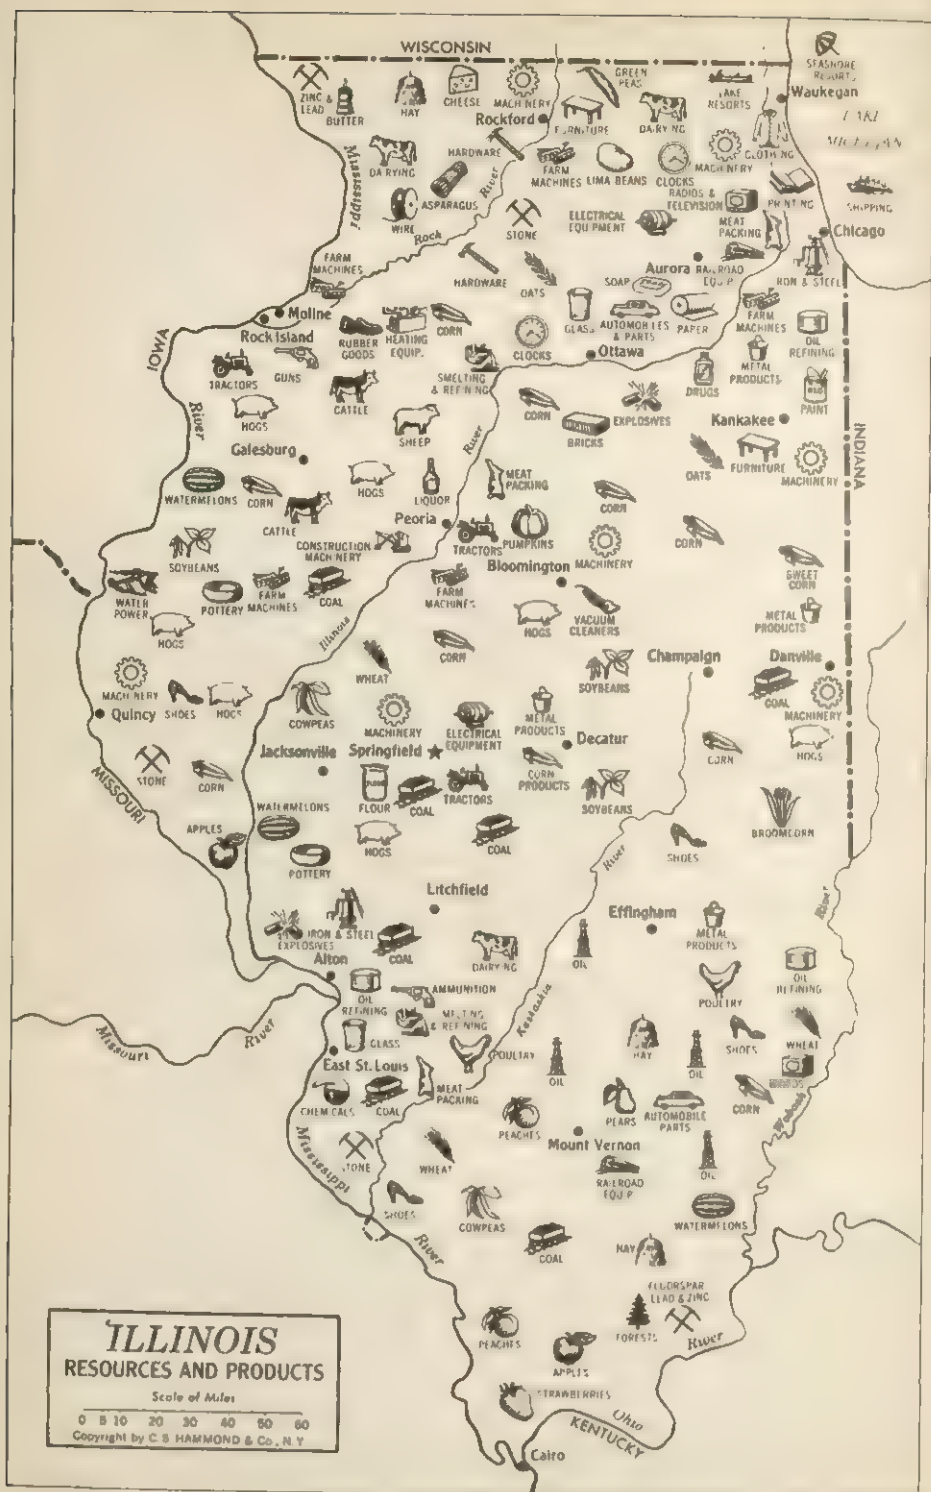 WISCONSIN
SEASHORE
RESORTS
Waukegan
LAKE
MICHIGAN
ZINC &
LEAD
BUTTER
HAY
CHEESE
MACHINERY
Rockford
GREEN
PEAS
FURNITURE
DAIRYING
LAKE
RESORTS
CLOTHING
DAIRYING
HARDWARE
FARM
MACHINES
LIMA BEANS
CLOCKS
MACHINERY
Mississippi
ASPARAGUS
River
RADIOS &
TELEVISION
PRINTING
SHIPPING
WIRE
Rock
STONE
ELECTRICAL
EQUIPMENT
MEAT
PACKING
Chicago
FARM
MACHINES
HARDWARE
OATS
Aurora
RAILROAD
EQUIP.
IRON & STEEL
SOAP
Moline
Rock Island
RUBBER
GOODS
HEATING
EQUIP.
CORN
CLOCKS
GLASS
AUTOMOBILES
& PARTS
PAPER
FARM
MACHINES
OIL
REFINING
IOWA
Ottawa
TRACTORS
GUNS
CATTLE
SMELTING
& REFINING
DRUGS
METAL
PRODUCTS
PAINT
River
HOGS
SHEEP
CORN
BRICKS
EXPLOSIVES
Kankakee
INDIANA
Galesburg
River
OATS
FURNITURE
MACHINERY
WATERMELONS
CORN
CATTLE
HOGS
LIQUOR
MEAT
PACKING
CORN
Peoria
TRACTORS
PUMPKINS
MACHINERY
CORN
SOYBEANS
CONSTRUCTION
MACHINERY
Bloomington
SWEET
CORN
WATER
POWER
POTTERY
FARM
MACHINES
COAL
FARM
MACHINES
HOGS
VACUUM
CLEANERS
METAL
PRODUCTS
HOGS
Illinois
CORN
WHEAT
SOYBEANS
Champaign
Danville
MACHINERY
Quincy
SHOES
HOGS
COWPEAS
MACHINERY
ELECTRICAL
EQUIPMENT
METAL
PRODUCTS
COAL
MACHINERY
Jacksonville
Springfield
Decatur
CORN
HOGS
MISSOURI
STONE
CORN
FLOUR
COAL
TRACTORS
CORN
PRODUCTS
SOYBEANS
BROOMCORN
APPLES
WATERMELONS
HOGS
COAL
SHOES
POTTERY
River
Litchfield
Effingham
River
EXPLOSIVES
IRON & STEEL
COAL
DAIRYING
OIL
METAL
PRODUCTS
Alton
OIL
REFINING
AMMUNITION
Kaskaskia
POULTRY
OIL
REFINING
Missouri
River
GLASS
& REFINING
POULTRY
HAY
OIL
SHOES
WHEAT
East St. Louis
OIL
CHEMICALS
COAL
MEAT
PACKING
PEACHES
PEARS
AUTOMOBILE
PARTS
CORN
Wabash
Mississippi
STONE
WHEAT
Mount Vernon
RAILROAD
EQUIP.
OIL
SHOES
COWPEAS
WATERMELONS
River
COAL
HAY
FLUORSPAR
LEAD & ZINC
FORESTS
River
PEACHES
APPLES
STRAWBERRIES
Ohio
KENTUCKY
Cairo
ILLINOIS
RESOURCES AND PRODUCTS
Scale of Miles
0 5 10 20 30 40 50 60
Copyright by C. S. HAMMOND & Co., N. Y.